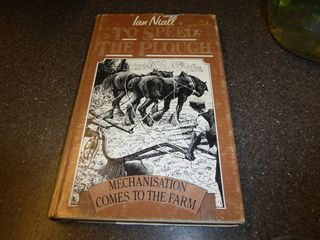 Ian Niall
TO SPEED
THE PLOUGH
MECHANISATION
COMES TO THE FARM